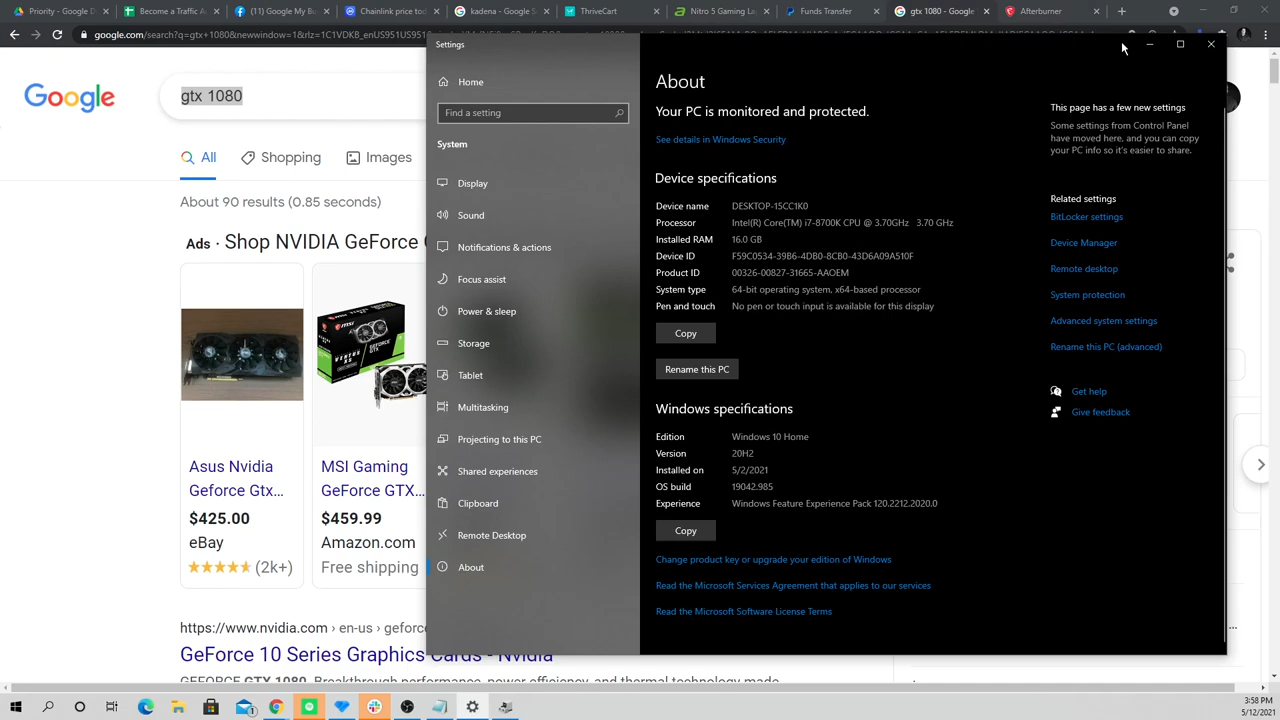 Priority - Google D
Become a Traffic A
Facebook
Chainlink price to
kadena - Google S
ThriveCart
5 PC Gaming L
gtx 1080 - Google
Afterburner
google.com/search?q=gtx+1080&newwindow=1&rlz=1C1VDKB_enUS951US951
Google
gtx 1080
All
Shopping
Images
About 90 results (0.85 seconds)
Ads · Shop NVIDIA GeForce
Asus Nvidia
Geforce Gtx...
$425.00
eBay
(2k+)
MSI Gaming
GeForce GTX...
$459.99
Amazon.com
Free shipping
https://www.nvidia.com › en-us › geforc
GeForce 10 Series Graphics Cards - Nvidia
GEFORCE GTX 1080. Breakthrough performance, power efficiency, and thermal technology made
Settings
Home
Find a setting
System
Display
Sound
Notifications & actions
Focus assist
Power & sleep
Storage
Tablet
Multitasking
Projecting to this PC
Shared experiences
Clipboard
Remote Desktop
About
About
Your PC is monitored and protected.
See details in Windows Security
Device specifications
Device name DESKTOP-15CC1K0
Processor Intel(R) Core(TM) i7-8700K CPU @ 3.70GHz 3.70 GHz
Installed RAM 16.0 GB
Device ID F59C0534-39B6-4DB0-8CB0-43D6A09A510F
Product ID 00326-00827-31665-AAOEM
System type 64-bit operating system, x64-based processor
Pen and touch No pen or touch input is available for this display
Copy
Rename this PC
Windows specifications
Edition Windows 10 Home
Version 20H2
Installed on 5/2/2021
OS build 19042.985
Experience Windows Feature Experience Pack 120.2212.2020.0
Copy
Change product key or upgrade your edition of Windows
Read the Microsoft Services Agreement that applies to our services
Read the Microsoft Software License Terms
This page has a few new settings
Some settings from Control Panel
have moved here, and you can copy
your PC info so it's easier to share.
Related settings
BitLocker settings
Device Manager
Remote desktop
System protection
Advanced system settings
Rename this PC (advanced)
Get help
Give feedback
3:58 PM
5/12/2021